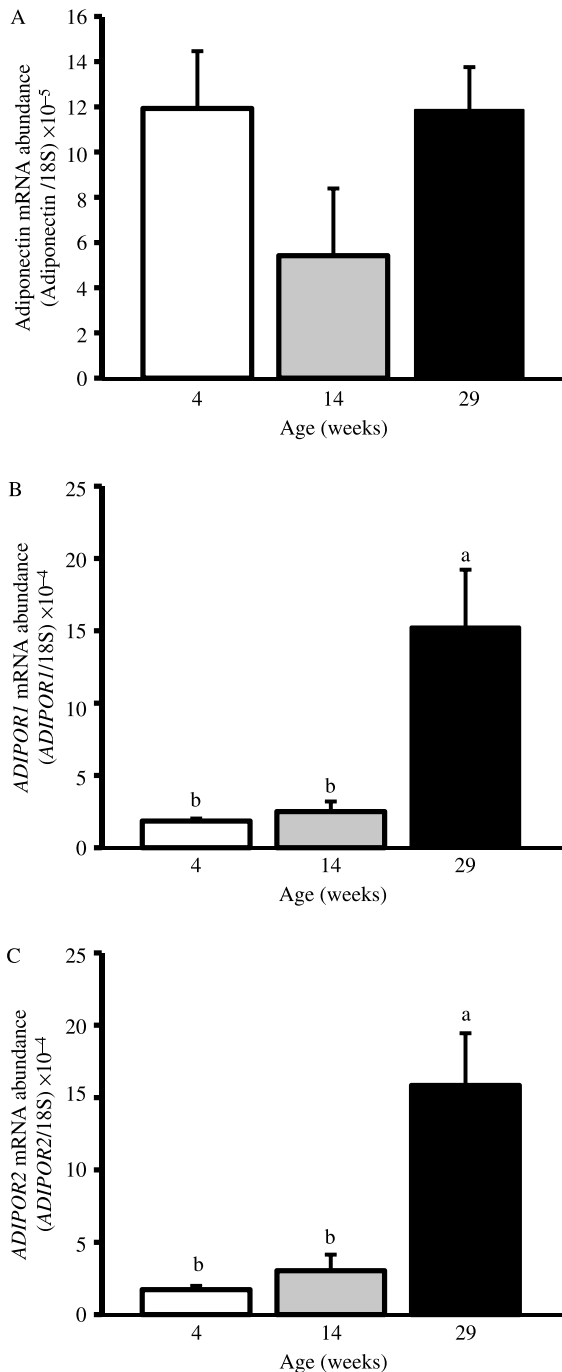 A
Adiponectin mRNA abundance
(Adiponectin /18S) ×10–5
16
14
12
10
8
6
4
2
0
4 14 29
Age (weeks)
B
ADIPOR1 mRNA abundance
(ADIPOR1/18S) ×10–4
25
20
15
10
5
0
b
b
a
4 14 29
Age (weeks)
C
ADIPOR2 mRNA abundance
(ADIPOR2/18S) ×10–4
25
20
15
10
5
0
b
b
a
4 14 29
Age (weeks)